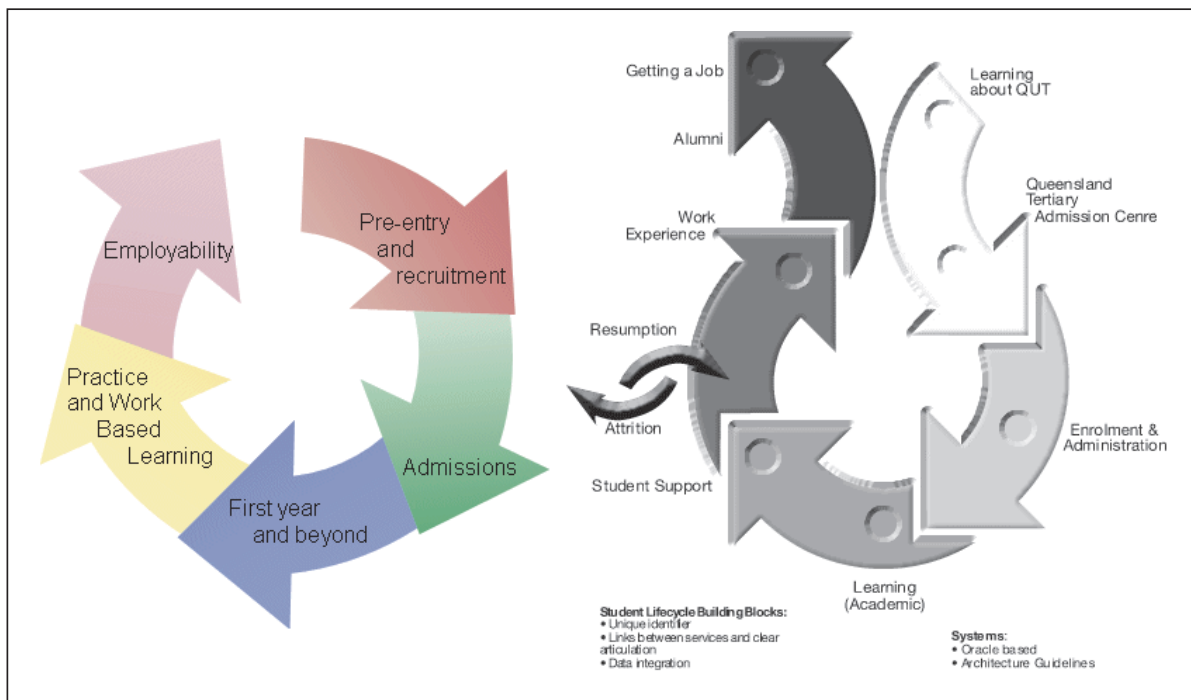 Pre-entry
and
recruitment
Admissions
First year
and beyond
Practice
and Work
Based
Learning
Employability
Learning
about QUT
Queensland
Tertiary
Admission Cenre
Enrolment &
Administration
Learning
(Academic)
Student Support
Attrition
Resumption
Work
Experience
Alumni
Getting a Job
Student Lifecycle Building Blocks:
• Unique identifier
• Links between services and clear
articulation
• Data integration
Systems:
• Oracle based
• Architecture Guidelines